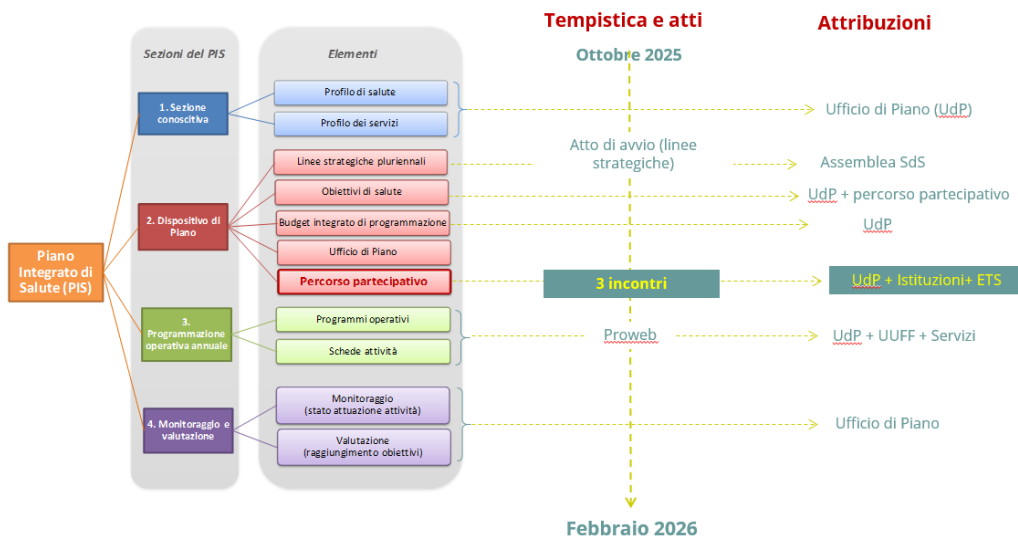 Tempistica e atti
Attribuzioni
Sezioni del PIS
Elementi
Ottobre 2025
Piano
Integrato di
Salute (PIS)
1. Sezione
conoscitiva
Profilo di salute
Profilo dei servizi
Ufficio di Piano (UdP)
2. Dispositivo di
Piano
Linee strategiche pluriennali
Atto di avvio (linee
strategiche)
Assemblea SdS
Obiettivi di salute
UdP + percorso partecipativo
Budget integrato di programmazione
UdP
Ufficio di Piano
Percorso partecipativo
3 incontri
UdP + Istituzioni+ ETS
3.
Programmazione
operativa annuale
Programmi operativi
Schede attività
Proweb
UdP + UUFF + Servizi
4. Monitoraggio e
valutazione
Monitoraggio
(stato attuazione attività)
Valutazione
(raggiungimento obiettivi)
Ufficio di Piano
Febbraio 2026